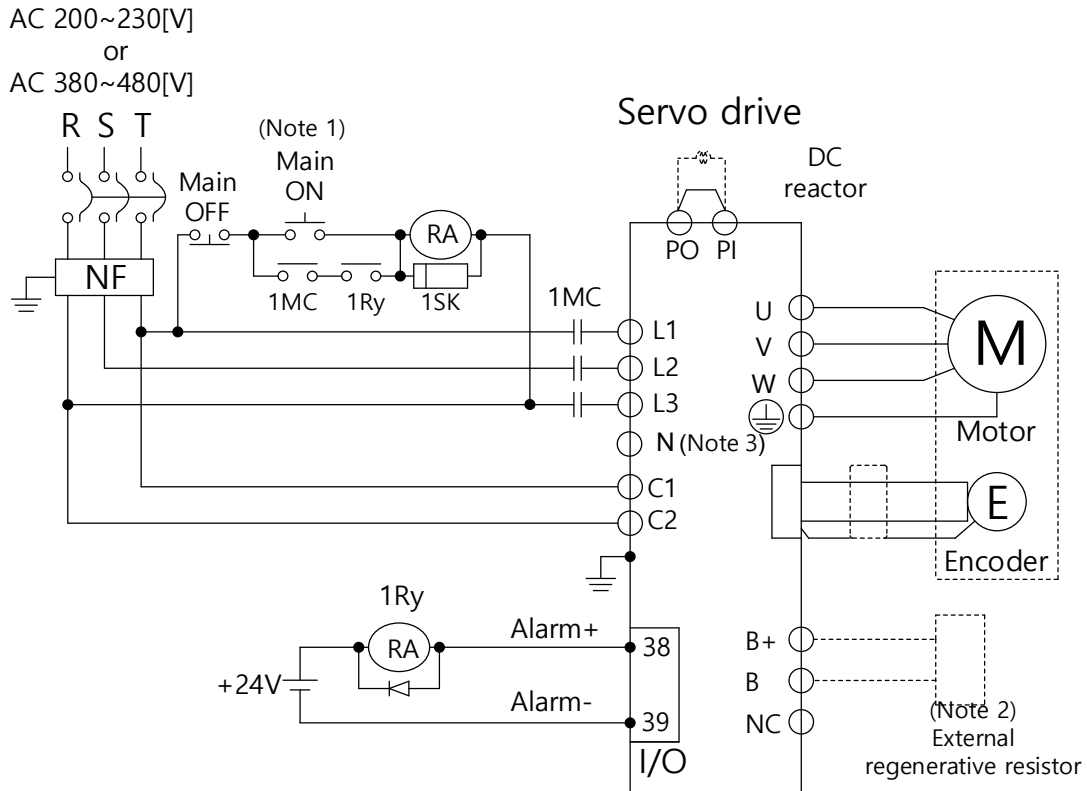 AC 200~230[V]
or
AC 380~480[V]
R S T
(Note 1)
Main
ON
Main
OFF
RA
1MC 1Ry 1SK
NF
1MC
Servo drive
DC
reactor
PO PI
L1
L2
L3
N (Note 3)
C1
C2
U
V
W
M
Motor
E
Encoder
1Ry
RA
+24V
Alarm+
38
Alarm-
39
I/O
B+
B
NC
(Note 2)
External
regenerative resistor